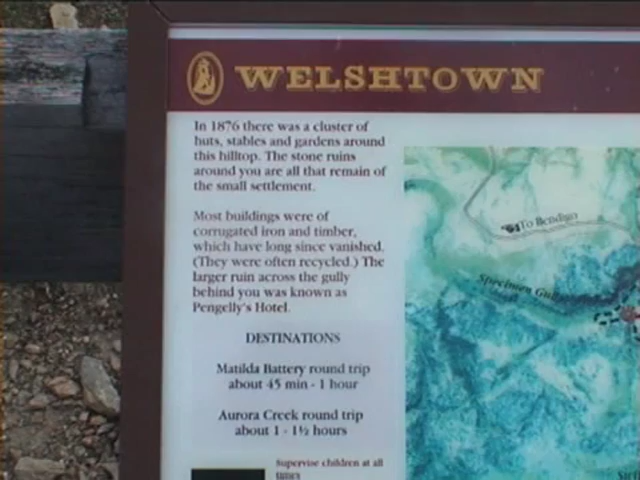 WELSHTOWN
In 1876 there was a cluster of
huts, stables and gardens around
this hilltop. The stone ruins
around you are all that remain of
the small settlement.
Most buildings were of
corrugated iron and timber,
which have long since vanished.
(They were often recycled.) The
larger ruin across the gully
behind you was known as
Pengelly's Hotel.
DESTINATIONS
Matilda Battery round trip
about 45 min - 1 hour
Aurora Creek round trip
about 1 - 1½ hours
Supervise children at all
times
To Bendigo
Specimen